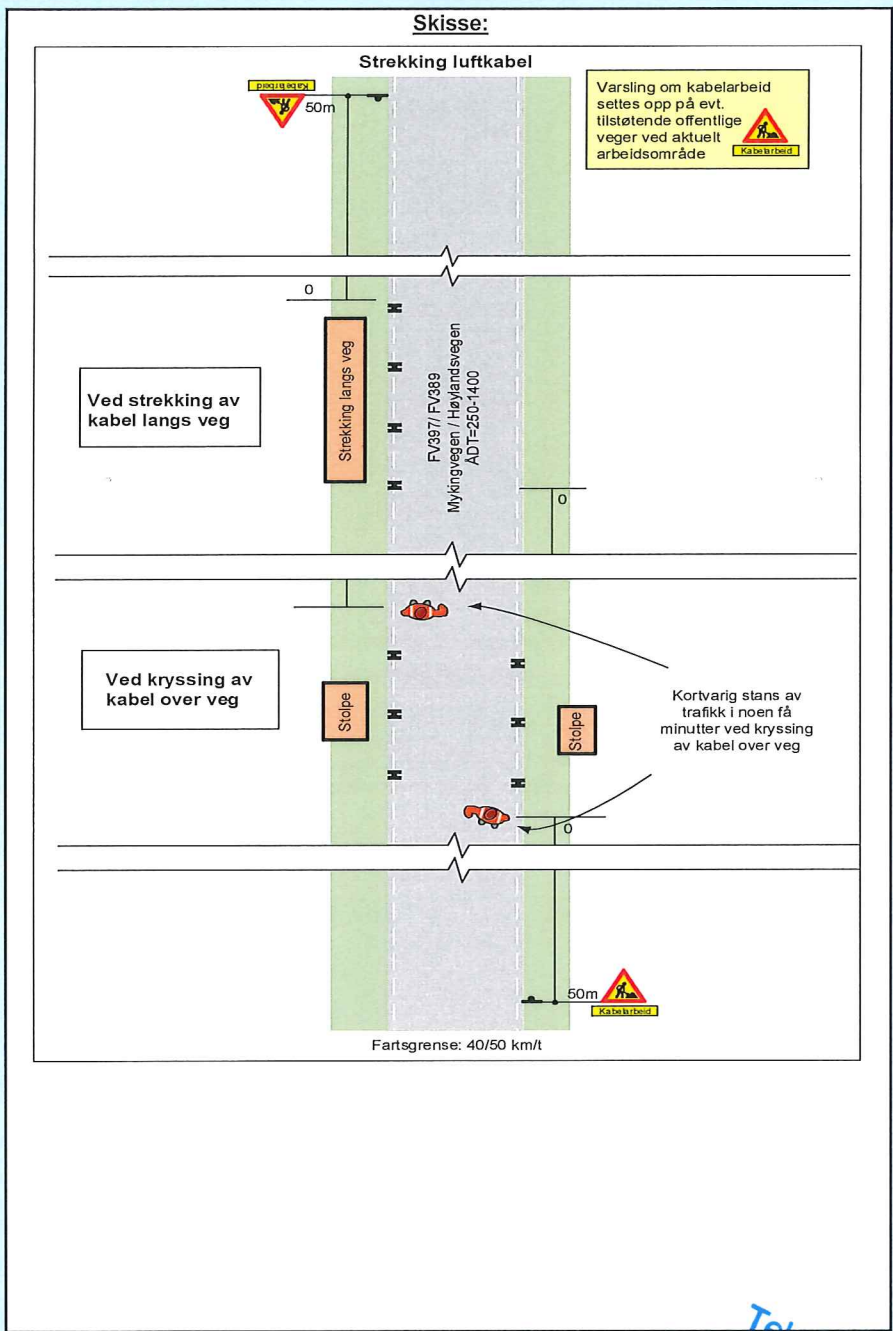 Skisse:
Strekking luftkabel
Kabelarbeid
50m
Varsling om kabelarbeid
settes opp på evt.
tilstøtende offentlige
veger ved aktuelt
arbeidsområde
Kabelarbeid
0
Ved strekking av
kabel langs veg
Strekking langs veg
FV397/ FV389
Mykingvegen / Høylandsvegen
ÅDT=250-1400
0
Ved kryssing av
kabel over veg
Stolpe
Stolpe
Kortvarig stans av
trafikk i noen få
minutter ved kryssing
av kabel over veg
0
50m
Kabelarbeid
Fartsgrense: 40/50 km/t